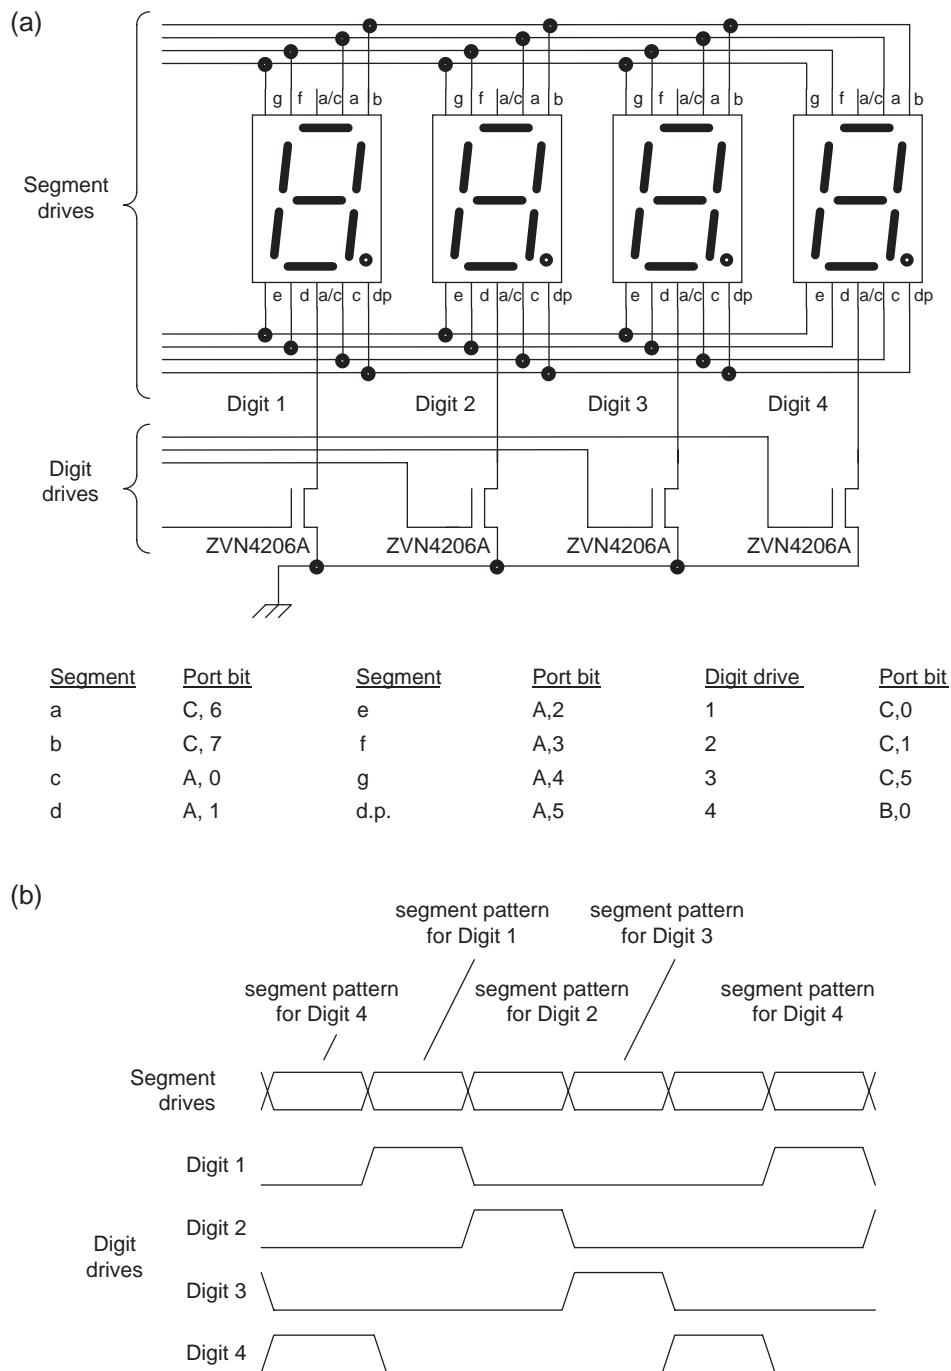 (a)
g f a/c a b g f a/c a b g f a/c a b g f a/c a b
Segment
drives
e d a/c c dp e d a/c c dp e d a/c c dp e d a/c c dp
Digit 1 Digit 2 Digit 3 Digit 4
Digit
drives
ZVN4206A ZVN4206A ZVN4206A ZVN4206A
Segment Port bit Segment Port bit Digit drive Port bit
a C, 6 e A,2 1 C,0
b C, 7 f A,3 2 C,1
c A, 0 g A,4 3 C,5
d A, 1 d.p. A,5 4 B,0
(b)
segment pattern
for Digit 1
segment pattern
for Digit 3
segment pattern
for Digit 4
segment pattern
for Digit 2
segment pattern
for Digit 4
Segment
drives
Digit 1
Digit 2
Digit
drives
Digit 3
Digit 4